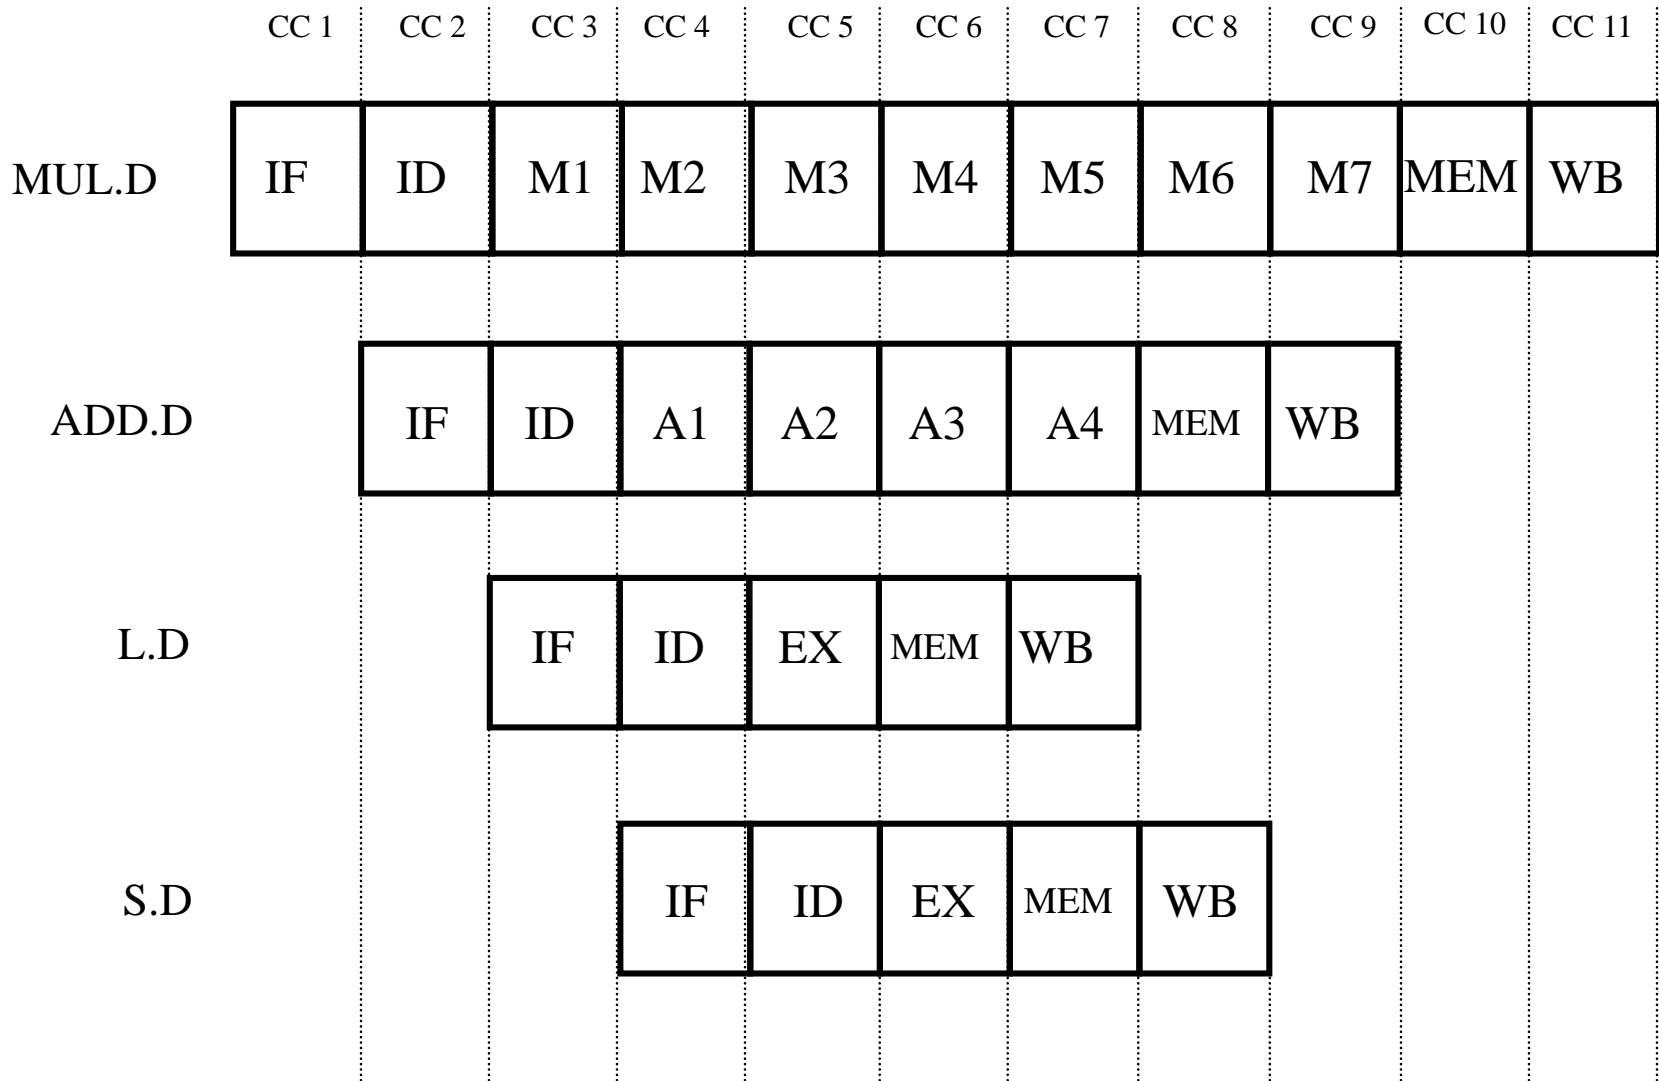 CC 1 CC 2 CC 3 CC 4 CC 5 CC 6 CC 7 CC 8 CC 9 CC 10 CC 11
MUL.D IF ID M1 M2 M3 M4 M5 M6 M7 MEM WB
ADD.D IF ID A1 A2 A3 A4 MEM WB
L.D IF ID EX MEM WB
S.D IF ID EX MEM WB